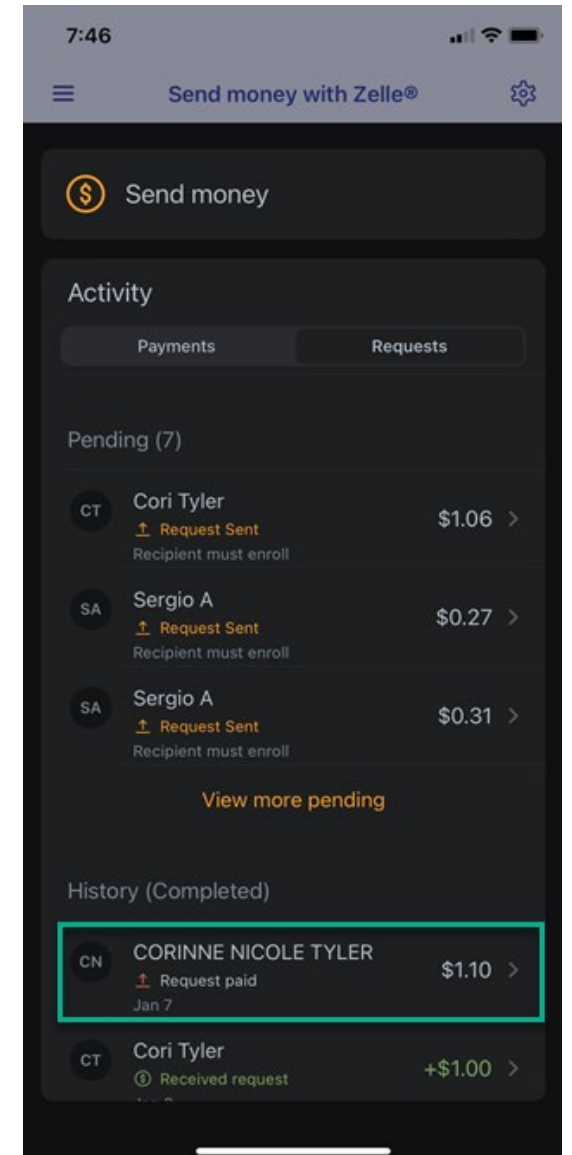 7:46
Send money with Zelle®
Send money
Activity
Payments Requests
Pending (7)
CT Cori Tyler
Request Sent
$1.06
Recipient must enroll
SA Sergio A
Request Sent
$0.27
Recipient must enroll
SA Sergio A
Request Sent
$0.31
Recipient must enroll
View more pending
History (Completed)
CN CORINNE NICOLE TYLER
Request paid
$1.10
Jan 7
CT Cori Tyler
Received request
+$1.00